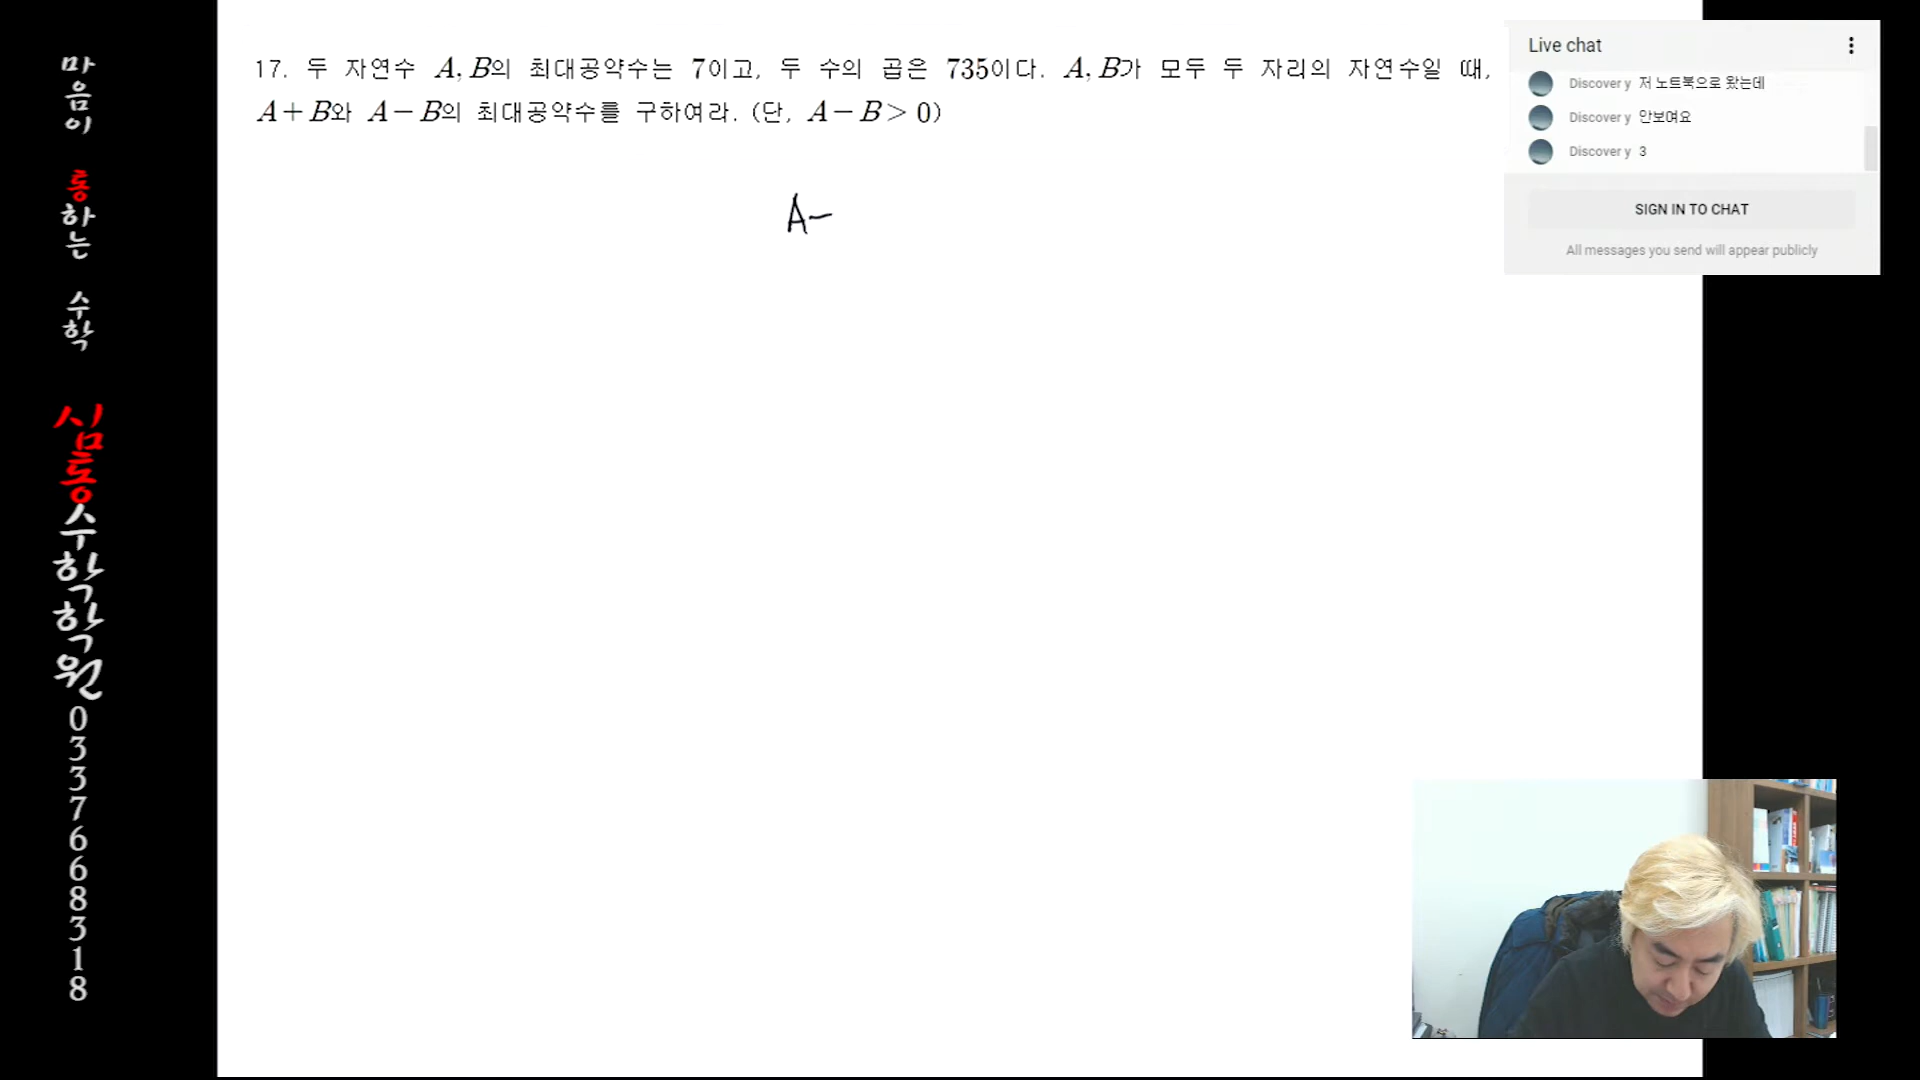 마음이 통하는 수학 심통수학학원 0337668318
17. 두 자연수 A, B의 최대공약수는 7이고, 두 수의 곱은 735이다. A, B가 모두 두 자리의 자연수일 때,
A+B와 A-B의 최대공약수를 구하여라. (단, A-B>0)
A-
Live chat
Discover y 저 노트북으로 왔는데
Discover y 안보여요
Discover y 3
SIGN IN TO CHAT
All messages you send will appear publicly